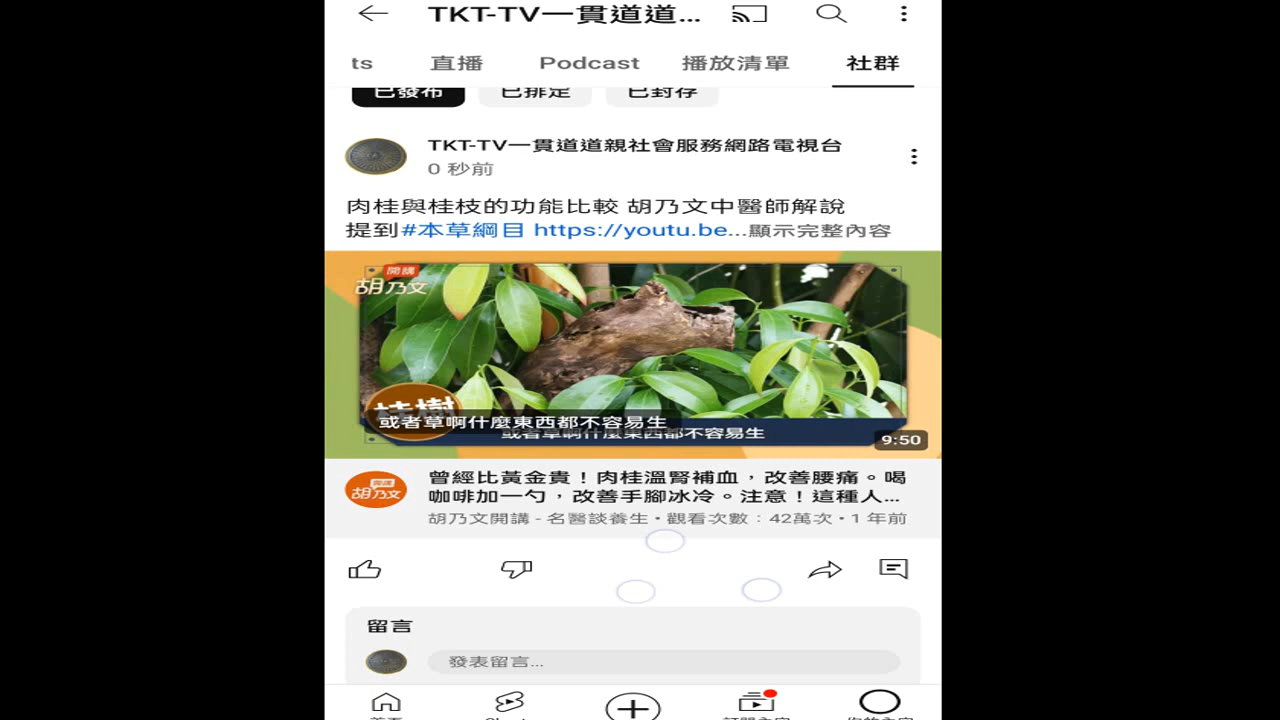 TKT-TV一貫道道...
ts 直播 Podcast 播放清單 社群
已發布 已排定 已封存
TKT-TV一貫道道親社會服務網路電視台
0 秒前
肉桂與桂枝的功能比較 胡乃文中醫師解說
提到#本草綱目 https://youtu.be...顯示完整內容
開講
胡乃文
桂樹
或者草啊什麼東西都不容易生
或者草啊什麼東西都不容易生
9:50
開講
胡乃文
曾經比黃金貴！肉桂溫腎補血，改善腰痛。喝
咖啡加一勺，改善手腳冰冷。注意！這種人...
胡乃文開講 - 名醫談養生・觀看次數：42萬次・1 年前
留言
發表留言...